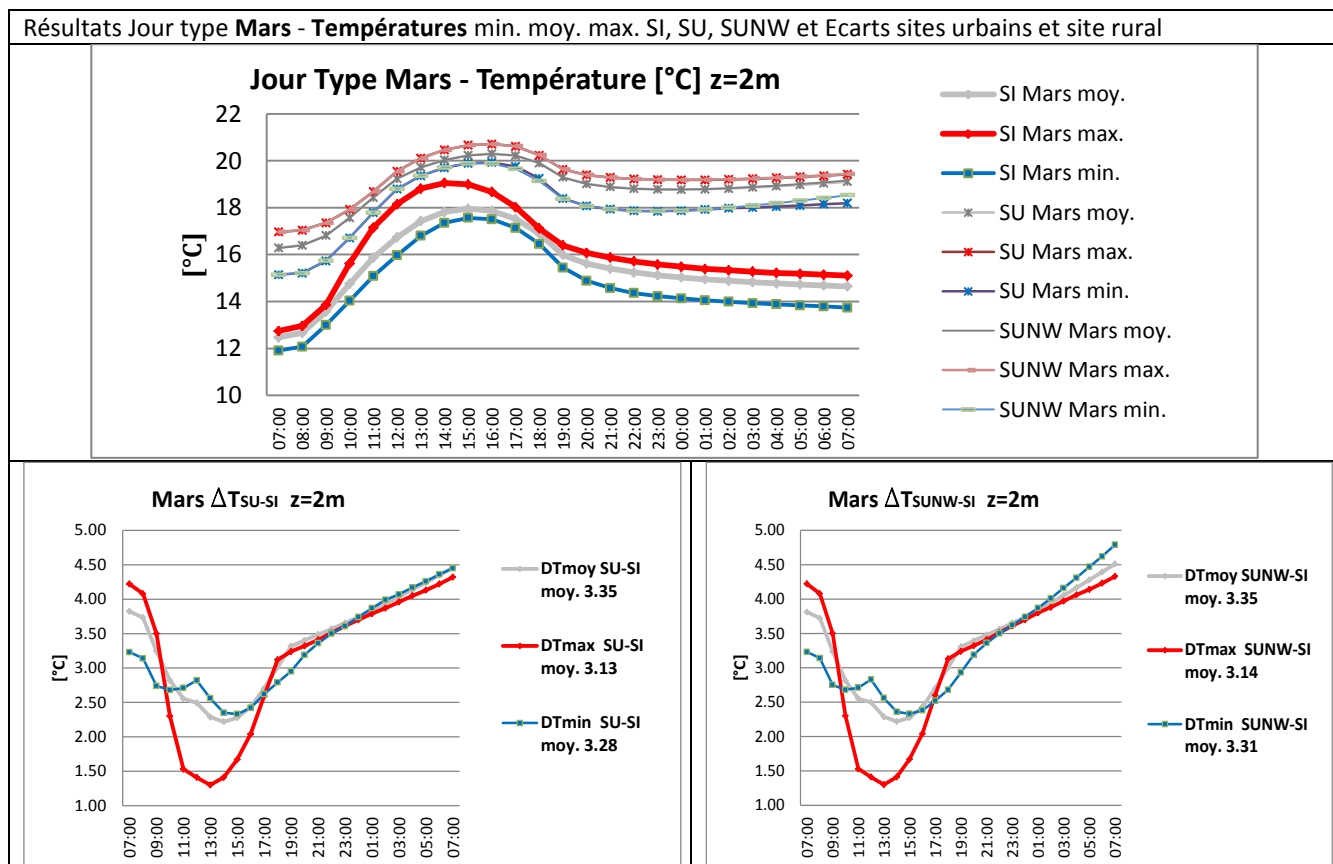 Résultats Jour type Mars - Températures min. moy. max. SI, SU, SUNW et Ecarts sites urbains et site rural
Jour Type Mars - Température [°C] z=2m
[°C]
22
20
18
16
14
12
10
07:00
08:00
09:00
10:00
11:00
12:00
13:00
14:00
15:00
16:00
17:00
18:00
19:00
20:00
21:00
22:00
23:00
00:00
01:00
02:00
03:00
04:00
05:00
06:00
07:00
SI Mars moy.
SI Mars max.
SI Mars min.
SU Mars moy.
SU Mars max.
SU Mars min.
SUNW Mars moy.
SUNW Mars max.
SUNW Mars min.
Mars ΔTSU-SI z=2m
[°C]
5.00
4.50
4.00
3.50
3.00
2.50
2.00
1.50
1.00
07:00
09:00
11:00
13:00
15:00
17:00
19:00
21:00
23:00
01:00
03:00
05:00
07:00
DTmoy SU-SI
moy. 3.35
DTmax SU-SI
moy. 3.13
DTmin SU-SI
moy. 3.28
Mars ΔTSUNW-SI z=2m
[°C]
5.00
4.50
4.00
3.50
3.00
2.50
2.00
1.50
1.00
07:00
09:00
11:00
13:00
15:00
17:00
19:00
21:00
23:00
01:00
03:00
05:00
07:00
DTmoy SUNW-SI
moy. 3.35
DTmax SUNW-SI
moy. 3.14
DTmin SUNW-SI
moy. 3.31